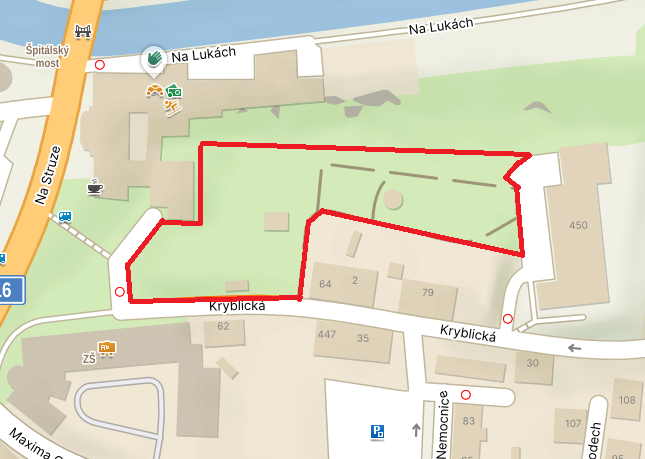 Na Lukách
Na Lukách
Špitálský
most
Na Struze
16
450
64
2
79
Kryblická
Kryblická
62
447
35
ZŠ
30
108
83
107
Nemocnice
P
Maxima G
odech
95